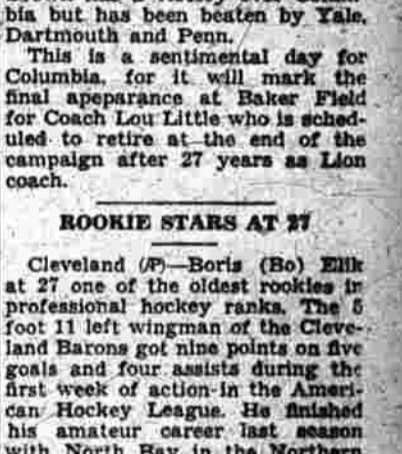 bia but has been beaten by Yale,
Dartmouth and Penn.
This is a sentimental day for
Columbia, for it will mark the
final apeparance at Baker Field
for Coach Lou Little who is sched-
uled to retire at the end of the
campaign after 27 years as Lion
coach.
ROOKIE STARS AT 27
Cleveland (AP)—Boris (Bo) Elik
at 27 one of the oldest rookies in
professional hockey ranks. The 5
foot 11 left wingman of the Cleve-
land Barons got nine points on five
goals and four assists during the
first week of action in the Ameri-
can Hockey League. He finished
his amateur career last season
with North Bay in the Northern